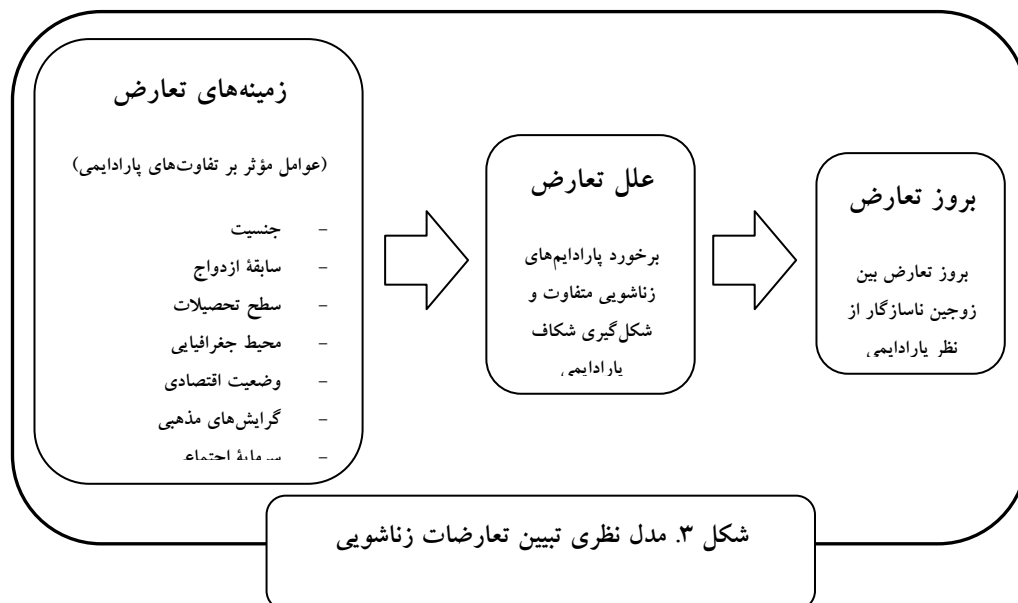 زمینه‌های تعارض
(عوامل مؤثر بر تفاوت‌های پارادایمی)
– جنسیت
– سابقهٔ ازدواج
– سطح تحصیلات
– محیط جغرافیایی
– وضعیت اقتصادی
– گرایش‌های مذهبی
– سرمایهٔ اجتماعی
علل تعارض
برخورد پارادایم‌های
زناشویی متفاوت و
شکل‌گیری شکاف
پارادایمی
بروز تعارض
بروز تعارض بین
زوجین ناسازگار از
نظر پارادایمی
شکل ۳. مدل نظری تبیین تعارضات زناشویی